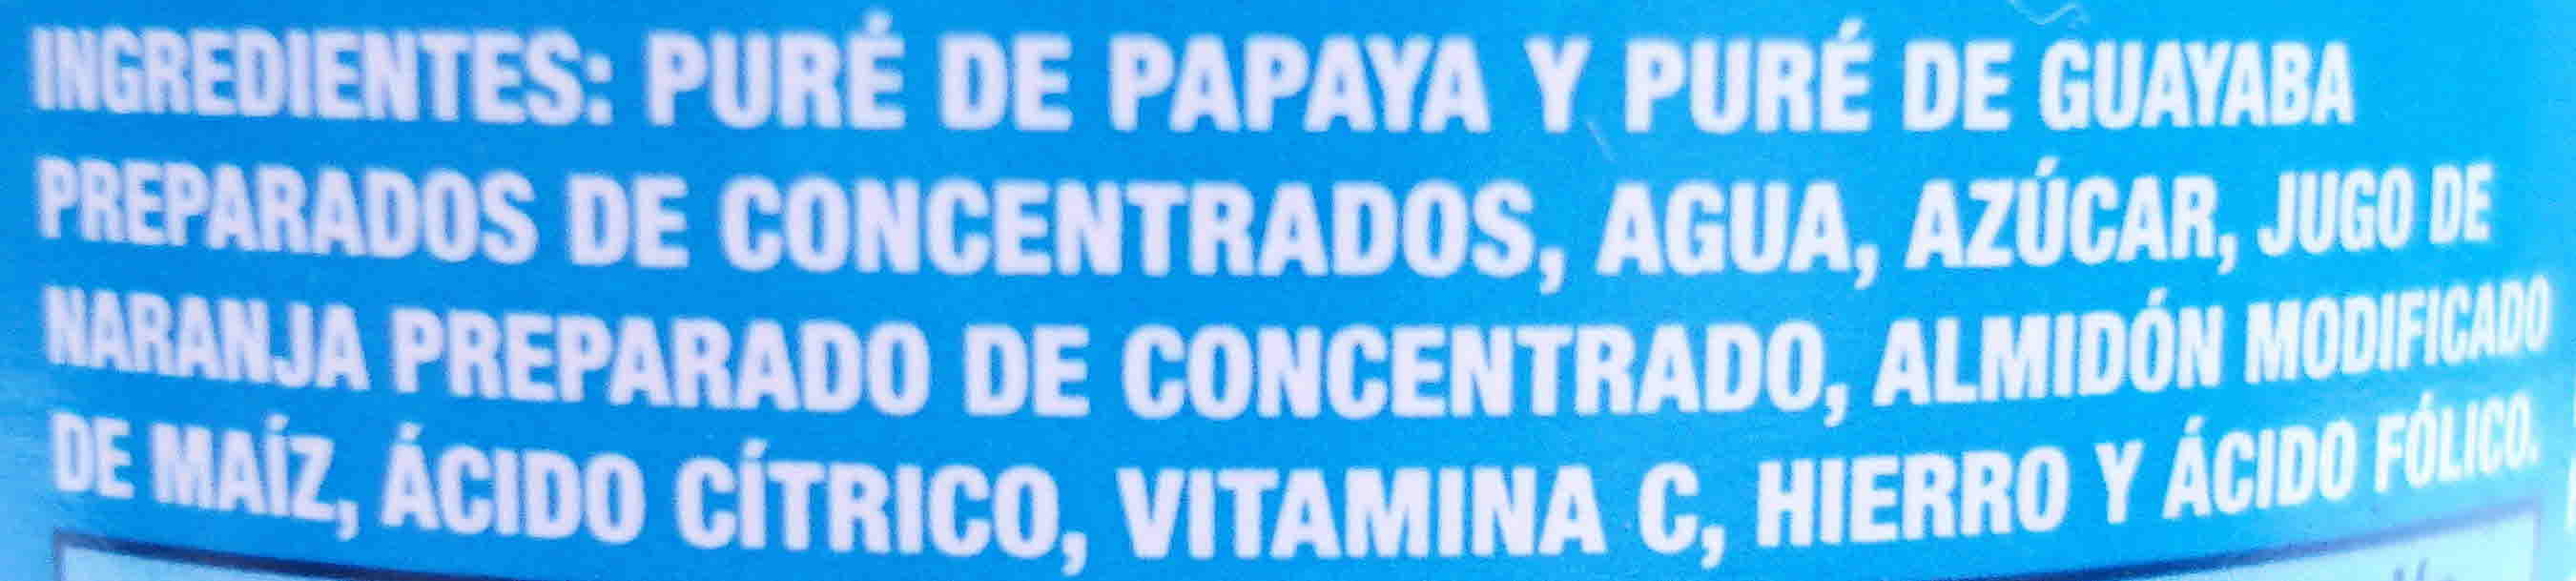 INGREDIENTES: PURÉ DE PAPAYA Y PURÉ DE GUAYABA
PREPARADOS DE CONCENTRADOS, AGUA, AZÚCAR, JUGO DE
NARANJA PREPARADO DE CONCENTRADO, ALMIDÓN MODIFICADO
DE MAÍZ, ÁCIDO CÍTRICO, VITAMINA C, HIERRO Y ÁCIDO FÓLICO.